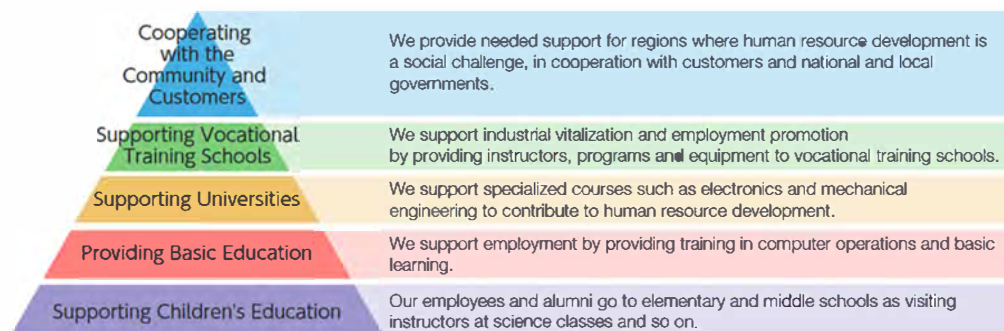 Cooperating
with the
Community and
Customers
We provide needed support for regions where human resource development is
a social challenge, in cooperation with customers and national and local
governments.
Supporting Vocational
Training Schools
We support industrial vitalization and employment promotion
by providing instructors, programs and equipment to vocational training schools.
Supporting Universities
We support specialized courses such as electronics and mechanical
engineering to contribute to human resource development.
Providing Basic Education
We support employment by providing training in computer operations and basic
learning.
Supporting Children's Education
Our employees and alumni go to elementary and middle schools as visiting
instructors at science classes and so on.